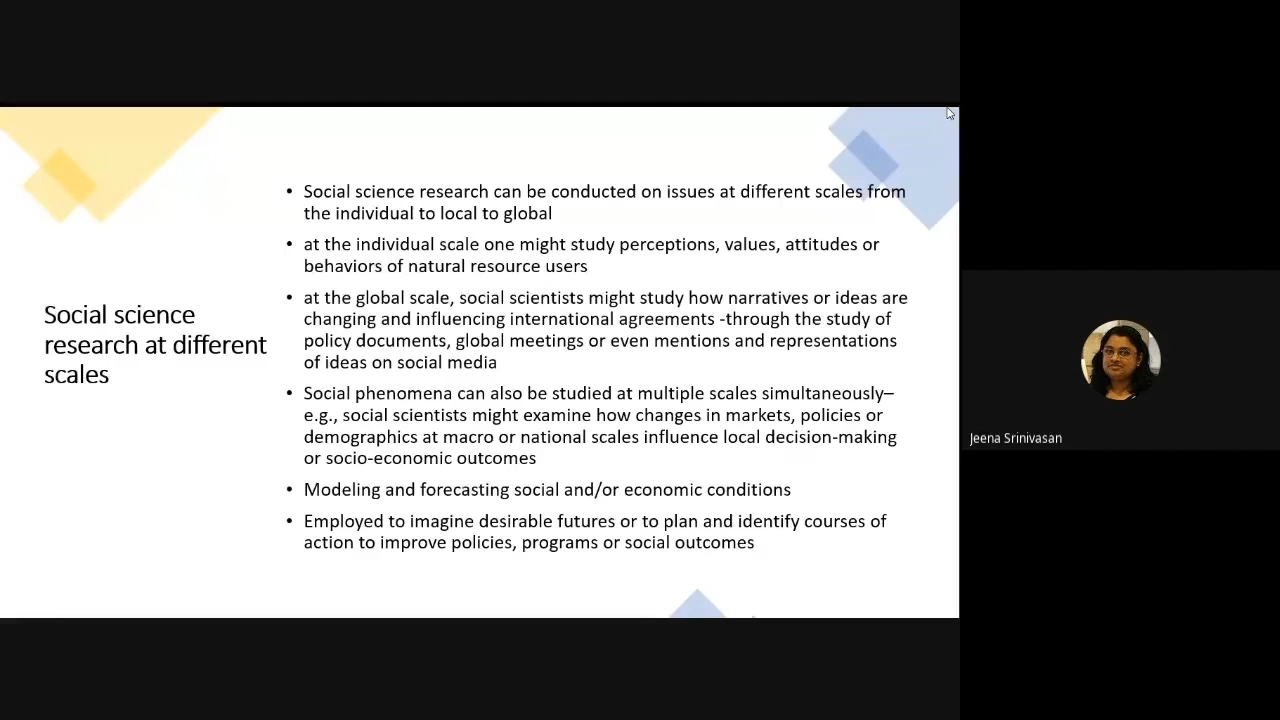 Social science
research at different
scales
• Social science research can be conducted on issues at different scales from
the individual to local to global
• at the individual scale one might study perceptions, values, attitudes or
behaviors of natural resource users
• at the global scale, social scientists might study how narratives or ideas are
changing and influencing international agreements -through the study of
policy documents, global meetings or even mentions and representations
of ideas on social media
• Social phenomena can also be studied at multiple scales simultaneously–
e.g., social scientists might examine how changes in markets, policies or
demographics at macro or national scales influence local decision-making
or socio-economic outcomes
• Modeling and forecasting social and/or economic conditions
• Employed to imagine desirable futures or to plan and identify courses of
action to improve policies, programs or social outcomes
Jeena Srinivasan